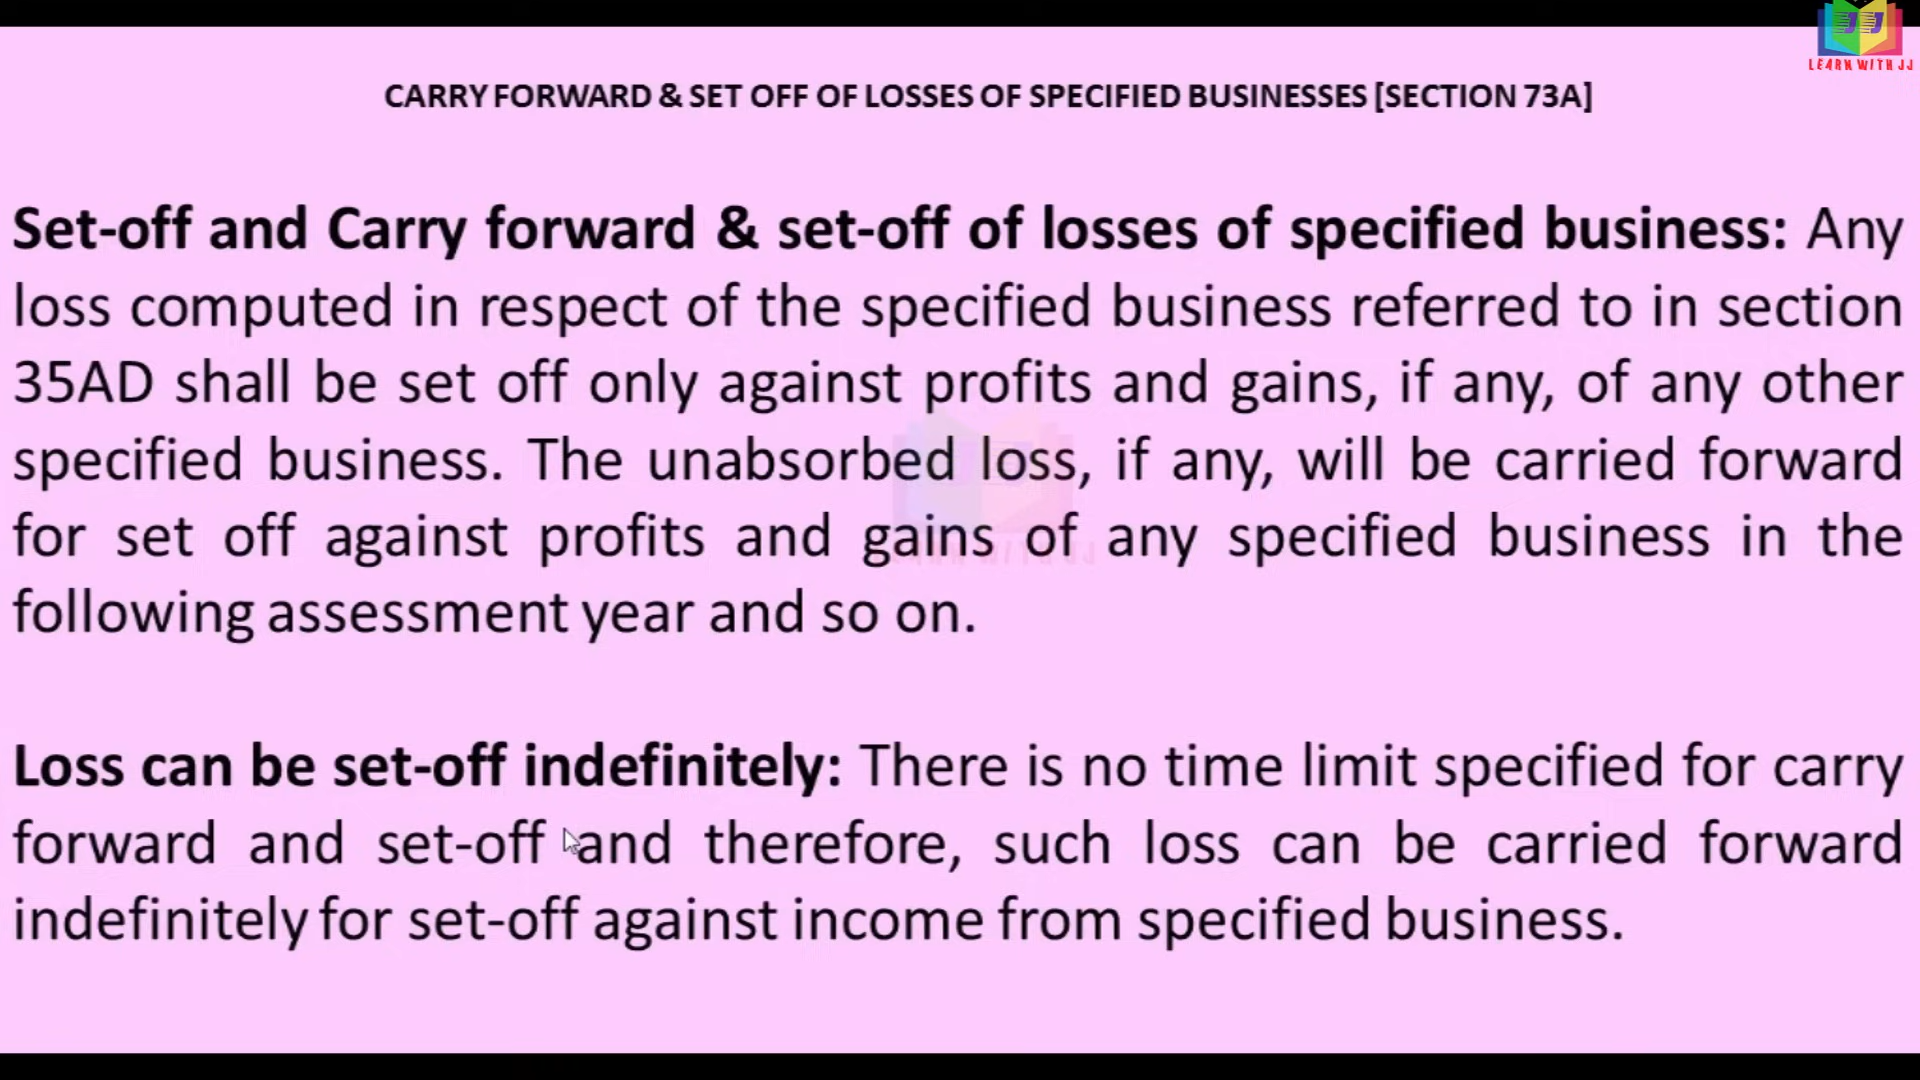 LEARN WITH JJ
CARRY FORWARD & SET OFF OF LOSSES OF SPECIFIED BUSINESSES [SECTION 73A]
Set-off and Carry forward & set-off of losses of specified business: Any
loss computed in respect of the specified business referred to in section
35AD shall be set off only against profits and gains, if any, of any other
specified business. The unabsorbed loss, if any, will be carried forward
for set off against profits and gains of any specified business in the
following assessment year and so on.
Loss can be set-off indefinitely: There is no time limit specified for carry
forward and set-off and therefore, such loss can be carried forward
indefinitely for set-off against income from specified business.
LEARN WITH JJ